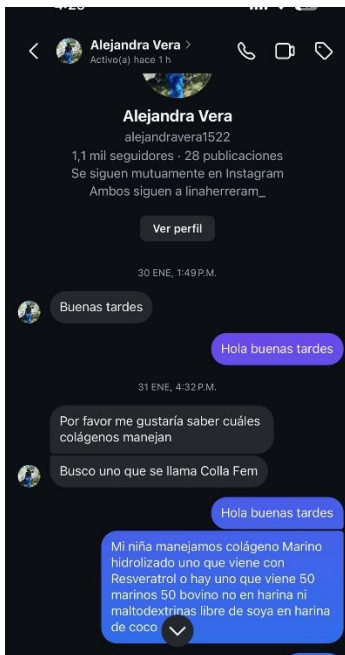 Alejandra Vera >
Activo(a) hace 1 h
Alejandra Vera
alejandravera1522
1,1 mil seguidores · 28 publicaciones
Se siguen mutuamente en Instagram
Ambos siguen a linaherreram_
Ver perfil
30 ENE, 1:49 P.M.
Buenas tardes
Hola buenas tardes
31 ENE, 4:32 P.M.
Por favor me gustaría saber cuáles
colágenos manejan
Busco uno que se llama Colla Fem
Hola buenas tardes
Mi niña manejamos colágeno Marino
hidrolizado uno que viene con
Resveratrol o hay uno que viene 50
marinos 50 bovino no en harina ni
maltodextrinas libre de soya en harina
de coco